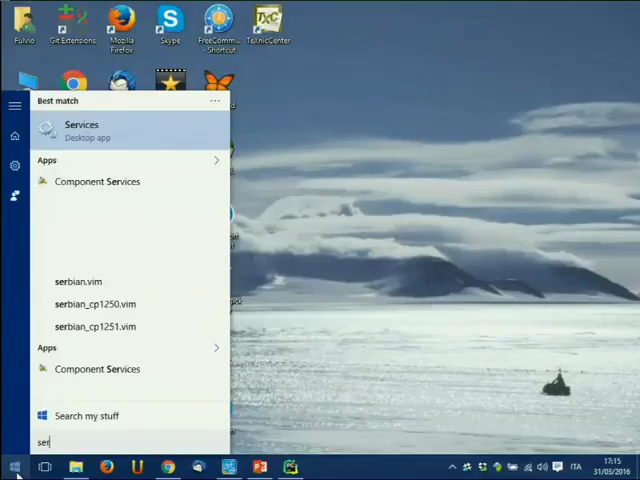 Fulvio
Git Extensions
Mozilla
Firefox
Skype
FreeComm...
- Shortcut
TeXnicCenter
Best match
...
Services
Desktop app
Apps
Component Services
serbian.vim
serbian_cp1250.vim
serbian_cp1251.vim
Apps
Component Services
Search my stuff
ser
ITA
17:15
31/03/2016